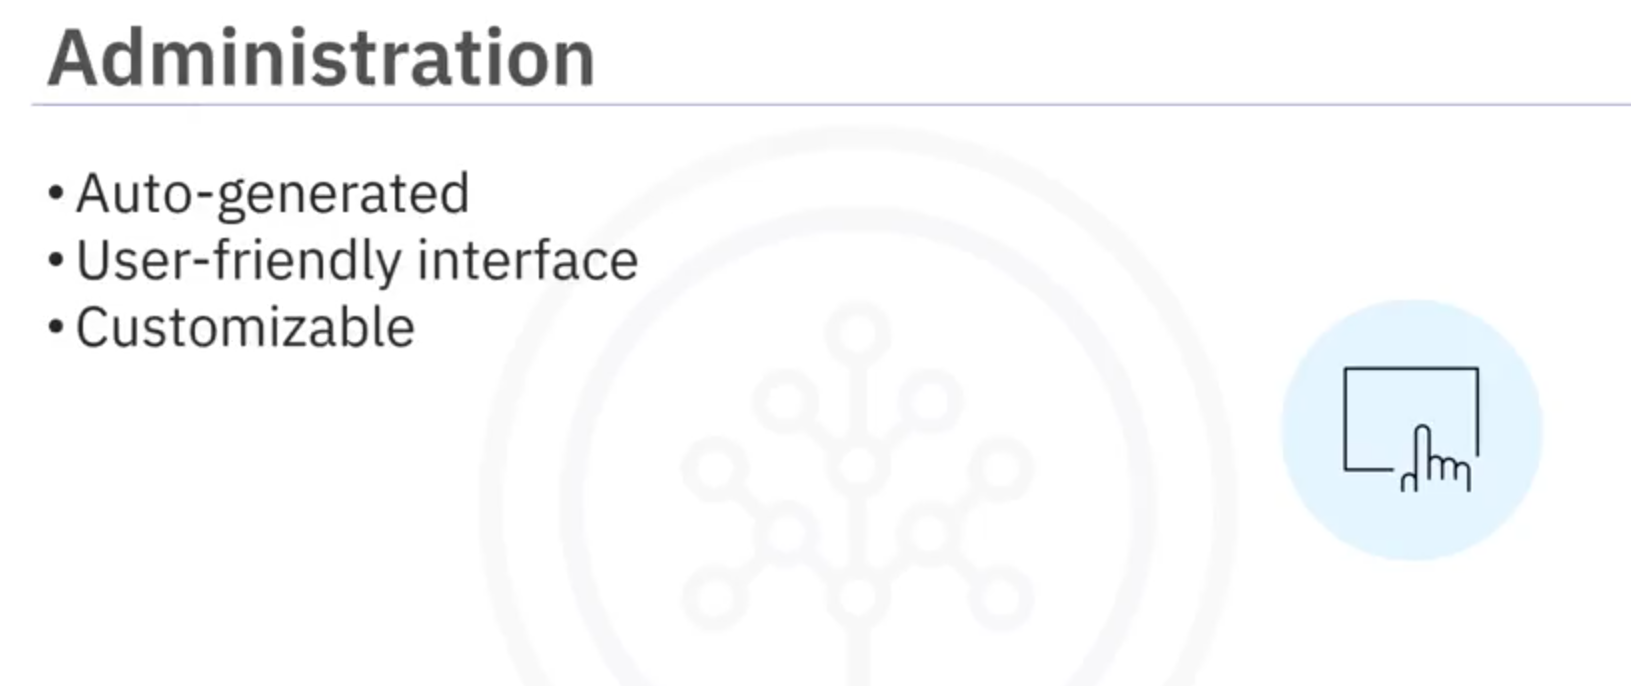 Administration
• Auto-generated
• User-friendly interface
• Customizable